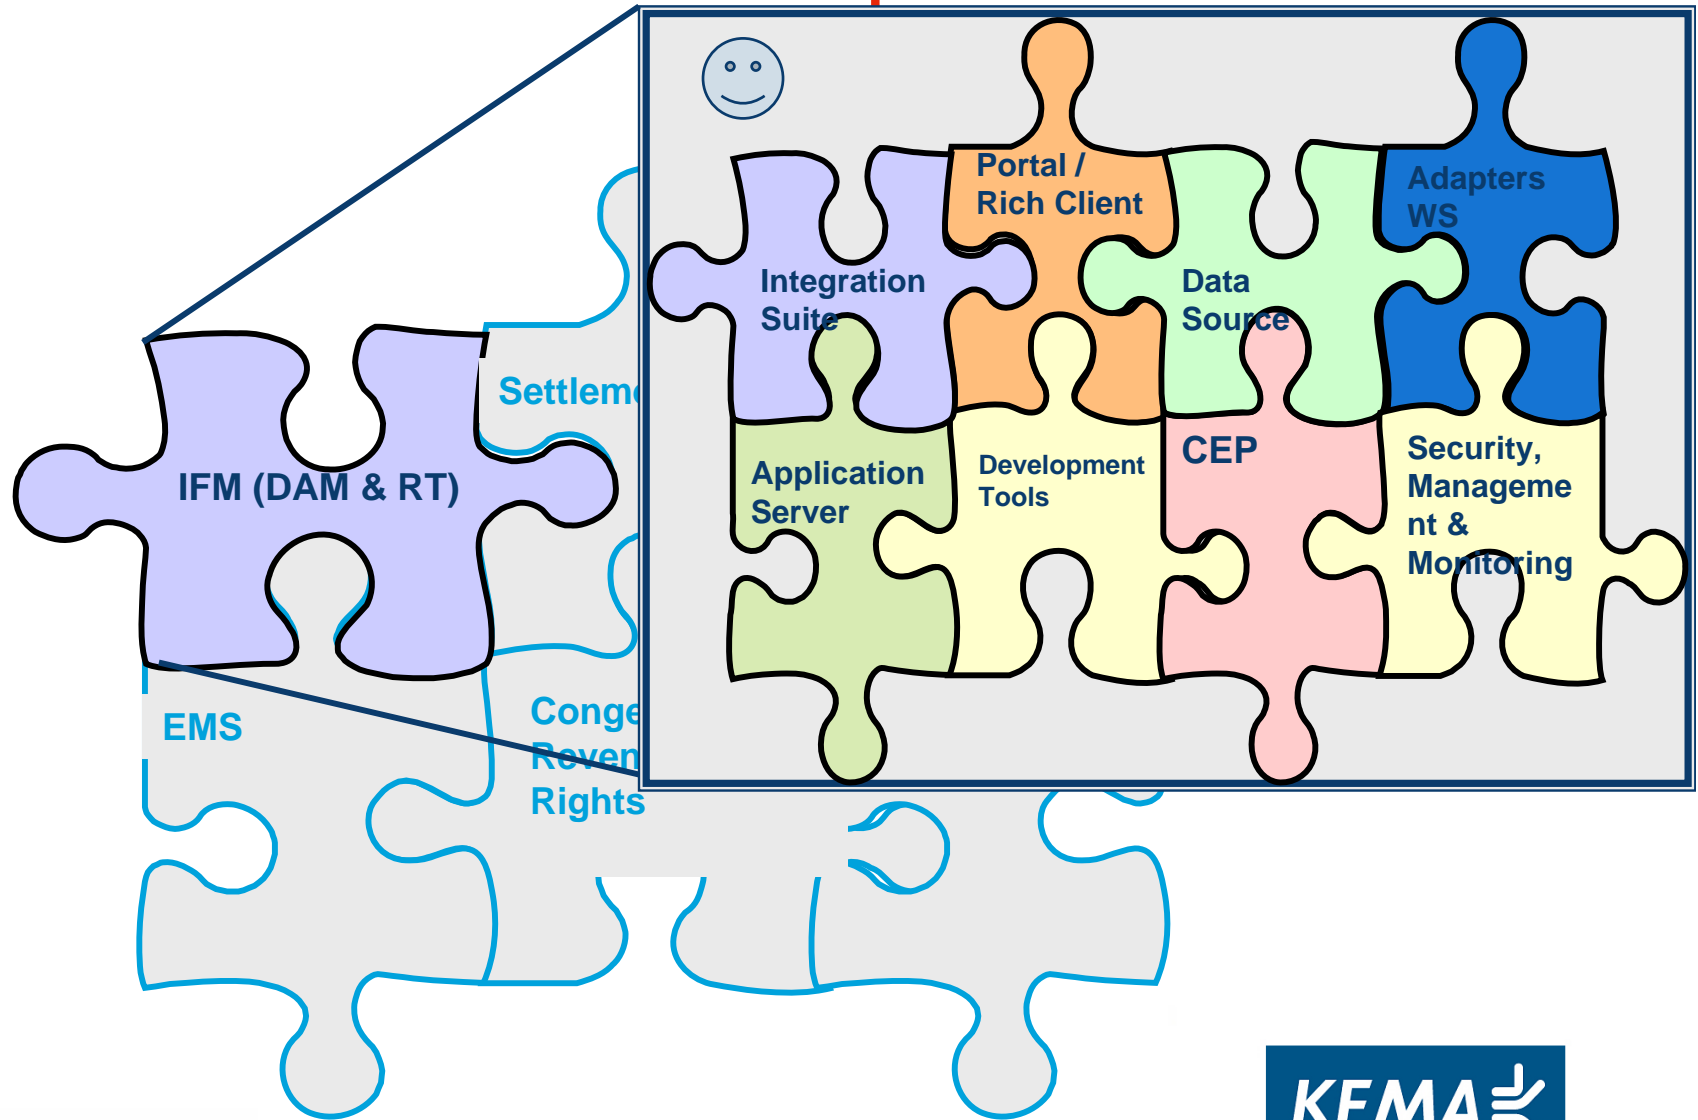 Portal /
Rich Client
Adapters
WS
Integration
Suite
Data
Source
Settleme
IFM (DAM & RT)
Application
Server
Development
Tools
CEP
Security,
Manageme
nt &
Monitoring
EMS
Conge
Reven
Rights
KEMA